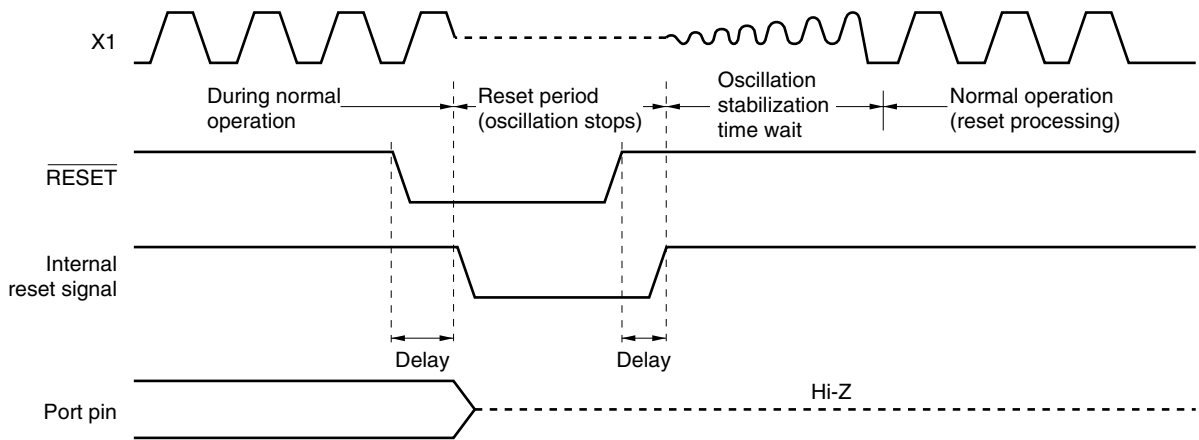 X1
During normal
operation
Reset period
(oscillation stops)
Oscillation
stabilization
time wait
Normal operation
(reset processing)
RESET
Internal
reset signal
Delay
Delay
Port pin
Hi-Z